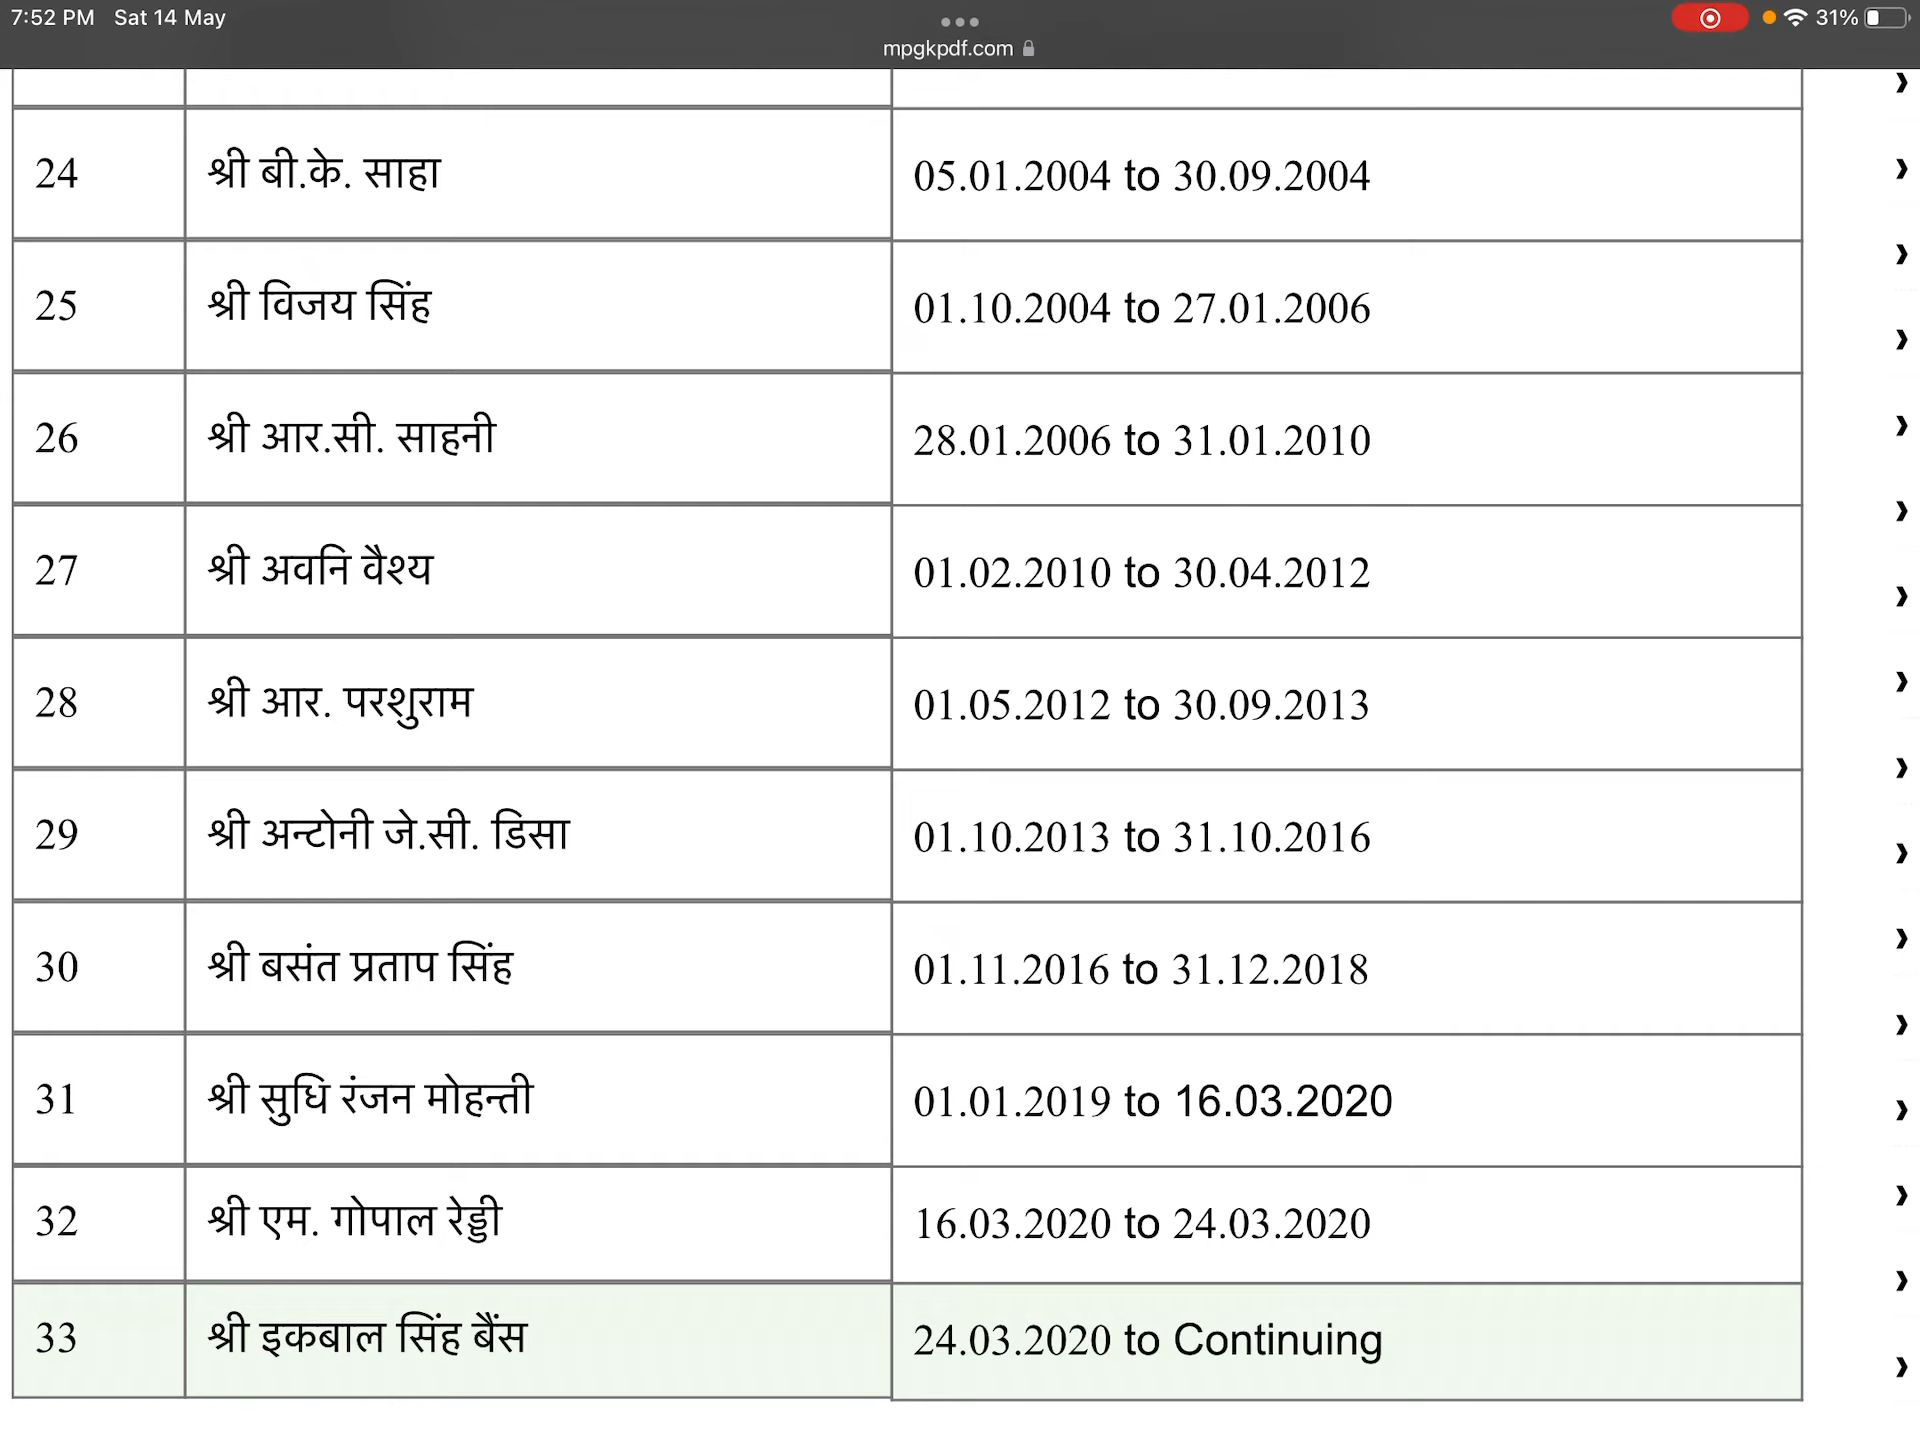 7:52 PM Sat 14 May
31%
mpgkpdf.com
24 श्री बी.के. साहा 05.01.2004 to 30.09.2004
25 श्री विजय सिंह 01.10.2004 to 27.01.2006
26 श्री आर.सी. साहनी 28.01.2006 to 31.01.2010
27 श्री अवनि वैश्य 01.02.2010 to 30.04.2012
28 श्री आर. परशुराम 01.05.2012 to 30.09.2013
29 श्री अन्टोनी जे.सी. डिसा 01.10.2013 to 31.10.2016
30 श्री बसंत प्रताप सिंह 01.11.2016 to 31.12.2018
31 श्री सुधि रंजन मोहन्ती 01.01.2019 to 16.03.2020
32 श्री एम. गोपाल रेड्डी 16.03.2020 to 24.03.2020
33 श्री इकबाल सिंह बैंस 24.03.2020 to Continuing